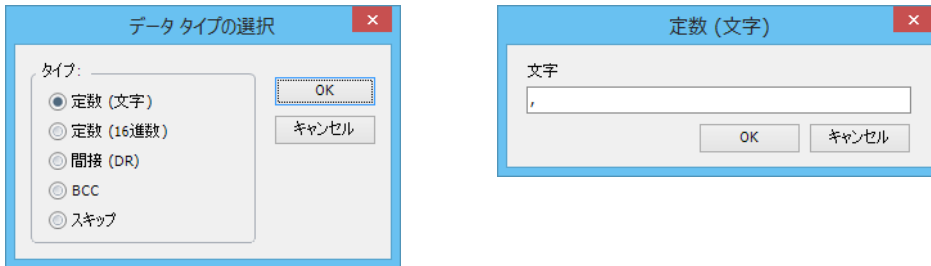 データ タイプの選択
タイプ:
定数 (文字)
定数 (16進数)
間接 (DR)
BCC
スキップ
OK
キャンセル
定数 (文字)
文字
,
OK
キャンセル